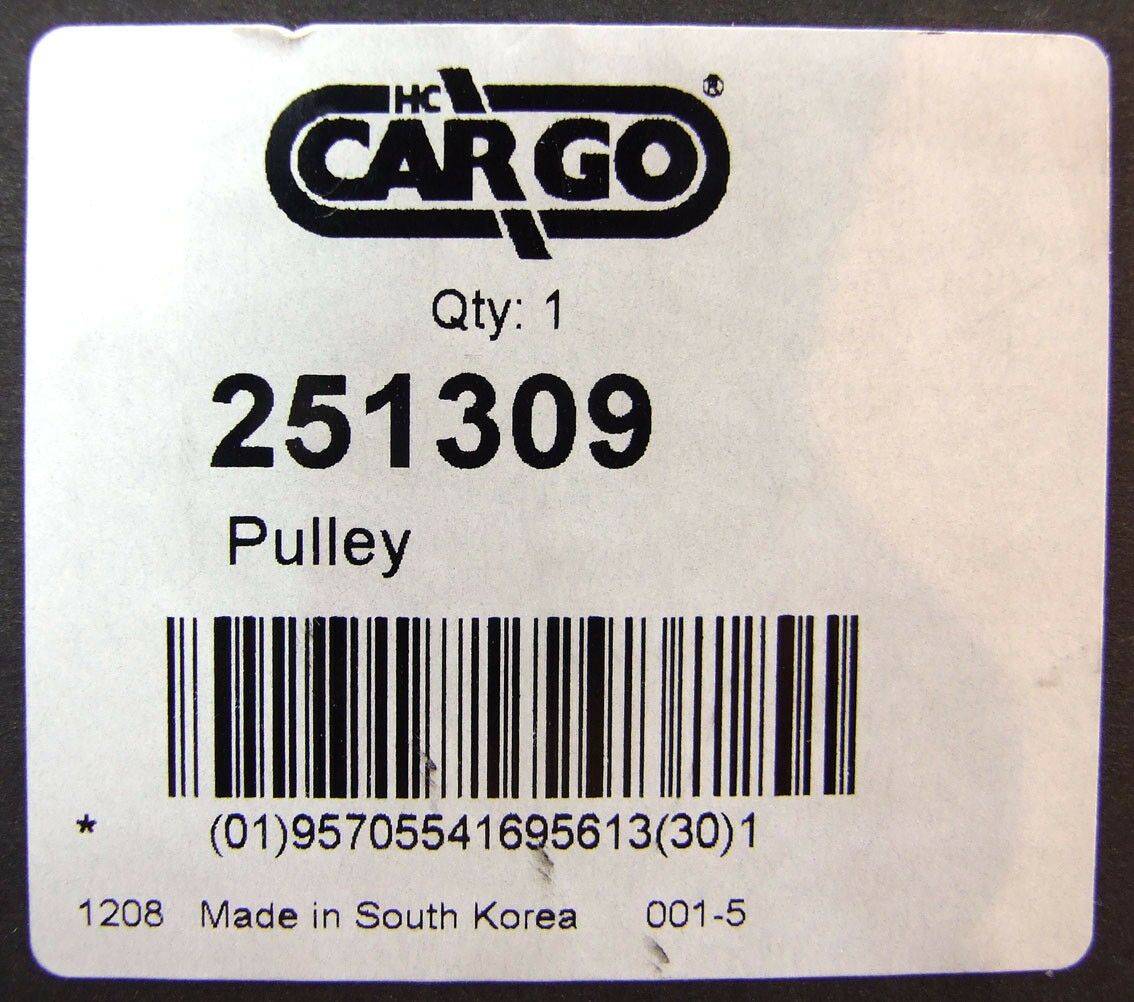 HC
CARGO®
Qty: 1
251309
Pulley
* (01)95705541695613(30)1
1208 Made in South Korea 001-5